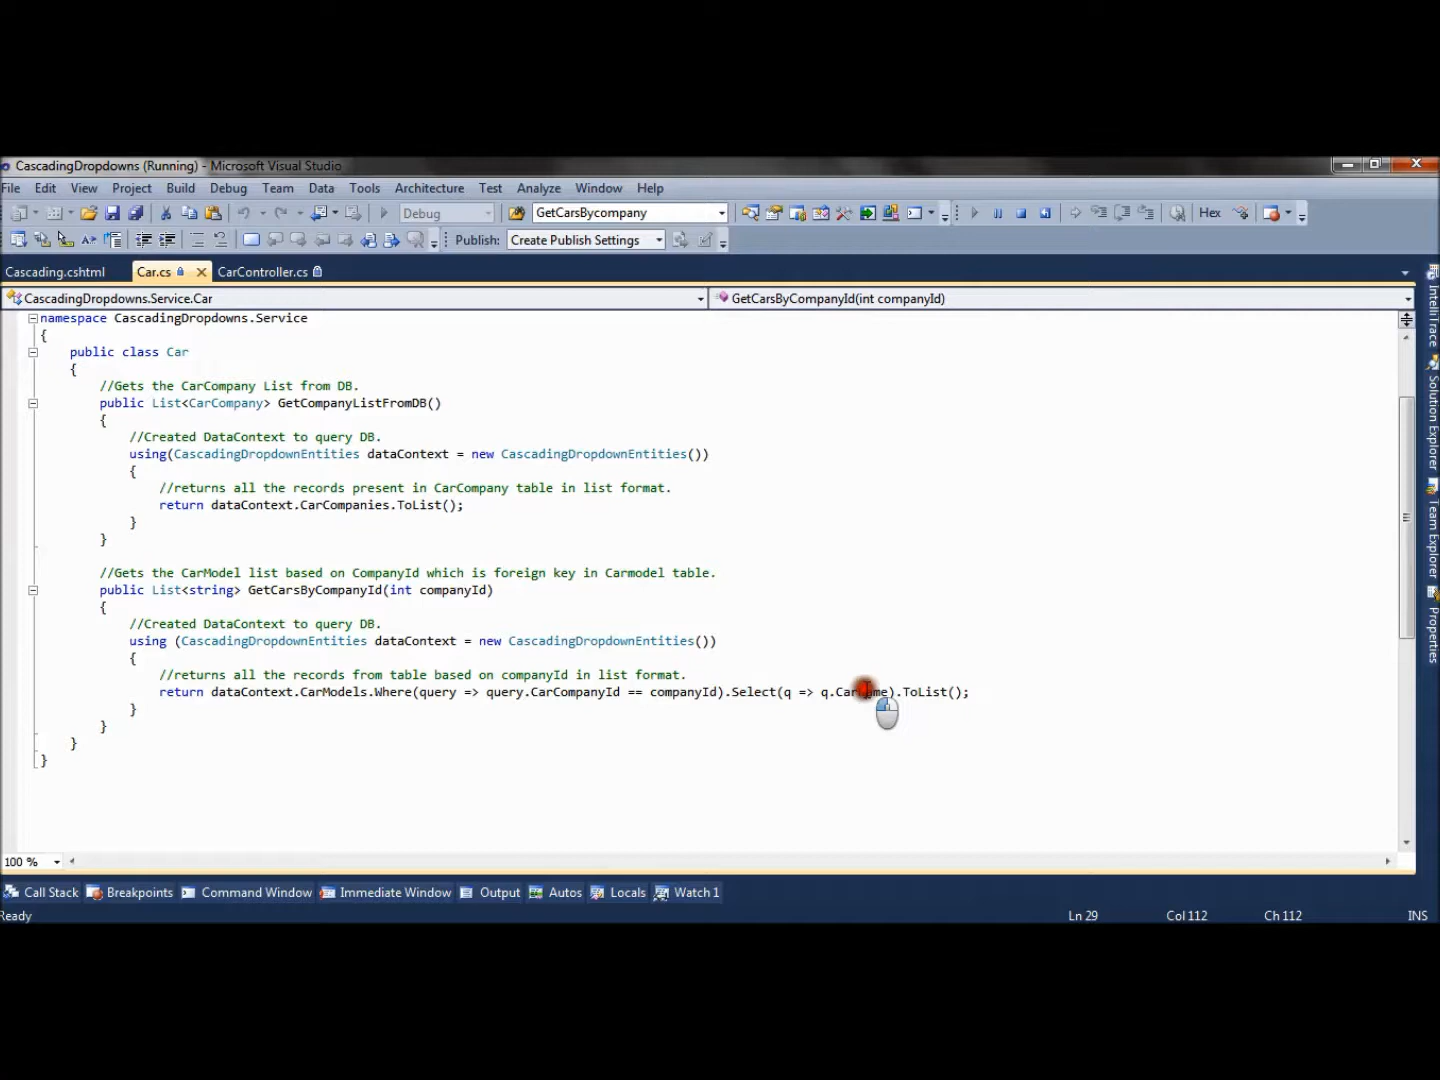 CascadingDropdowns (Running) - Microsoft Visual Studio
File Edit View Project Build Debug Team Data Tools Architecture Test Analyze Window Help
Debug GetCarsBycompany Hex
Publish: Create Publish Settings
Cascading.cshtml Car.cs CarController.cs
CascadingDropdowns.Service.Car GetCarsByCompanyId(int companyId)
namespace CascadingDropdowns.Service
{
public class Car
{
//Gets the CarCompany List from DB.
public List<CarCompany> GetCompanyListFromDB()
{
//Created DataContext to query DB.
using(CascadingDropdownEntities dataContext = new CascadingDropdownEntities())
{
//returns all the records present in CarCompany table in list format.
return dataContext.CarCompanies.ToList();
}
}
//Gets the CarModel list based on CompanyId which is foreign key in Carmodel table.
public List<string> GetCarsByCompanyId(int companyId)
{
//Created DataContext to query DB.
using (CascadingDropdownEntities dataContext = new CascadingDropdownEntities())
{
//returns all the records from table based on companyId in list format.
return dataContext.CarModels.Where(query => query.CarCompanyId == companyId).Select(q => ).ToList();
}
}
}
}
IntelliTrace
Solution Explorer
Team Explorer
Properties
100 %
Call Stack Breakpoints Command Window Immediate Window Output Autos Locals Watch 1
Ready Ln 29 Col 112 Ch 112 INS